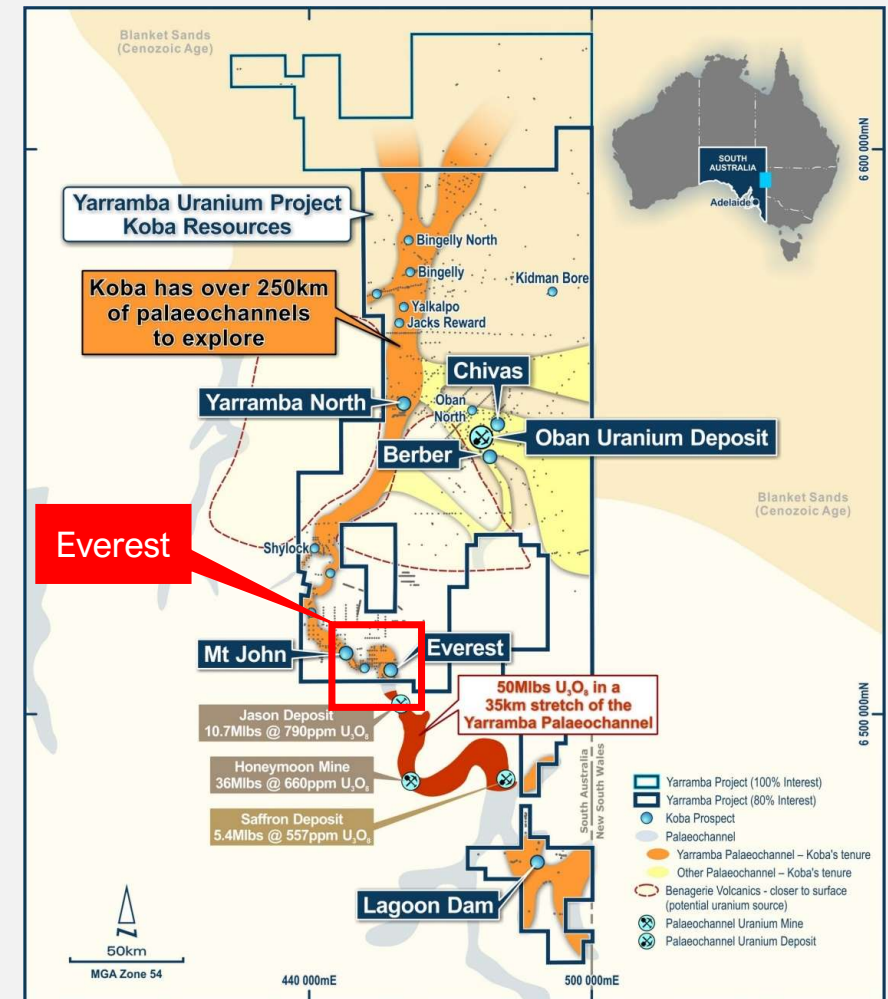 Blanket Sands
(Cenozoic Age)
6 600 000mN
SOUTH
AUSTRALIA
Adelaide
Yarramba Uranium Project
Koba Resources
Bingelly North
Bingelly
Kidman Bore
Koba has over 250km
of palaeochannels
to explore
Yalkalpo
Jacks Reward
Chivas
Yarramba North
Oban
North
Oban Uranium Deposit
Berber
Blanket Sands
(Cenozoic Age)
Everest
Shylock
Mt John
Everest
50Mlbs U₃O₈ in a
35km stretch of the
Yarramba Palaeochannel
Jason Deposit
10.7Mlbs @ 790ppm U₃O₈
6 500 000mN
Honeymoon Mine
36Mlbs @ 660ppm U₃O₈
Saffron Deposit
5.4Mlbs @ 557ppm U₃O₈
South Australia
New South Wales
Yarramba Project (100% Interest)
Yarramba Project (80% Interest)
Koba Prospect
Palaeochannel
Yarramba Palaeochannel – Koba's tenure
Other Palaeochannel – Koba's tenure
Benagerie Volcanics - closer to surface
(potential uranium source)
Palaeochannel Uranium Mine
Palaeochannel Uranium Deposit
Lagoon Dam
N
50km
MGA Zone 54
440 000mE
500 000mE